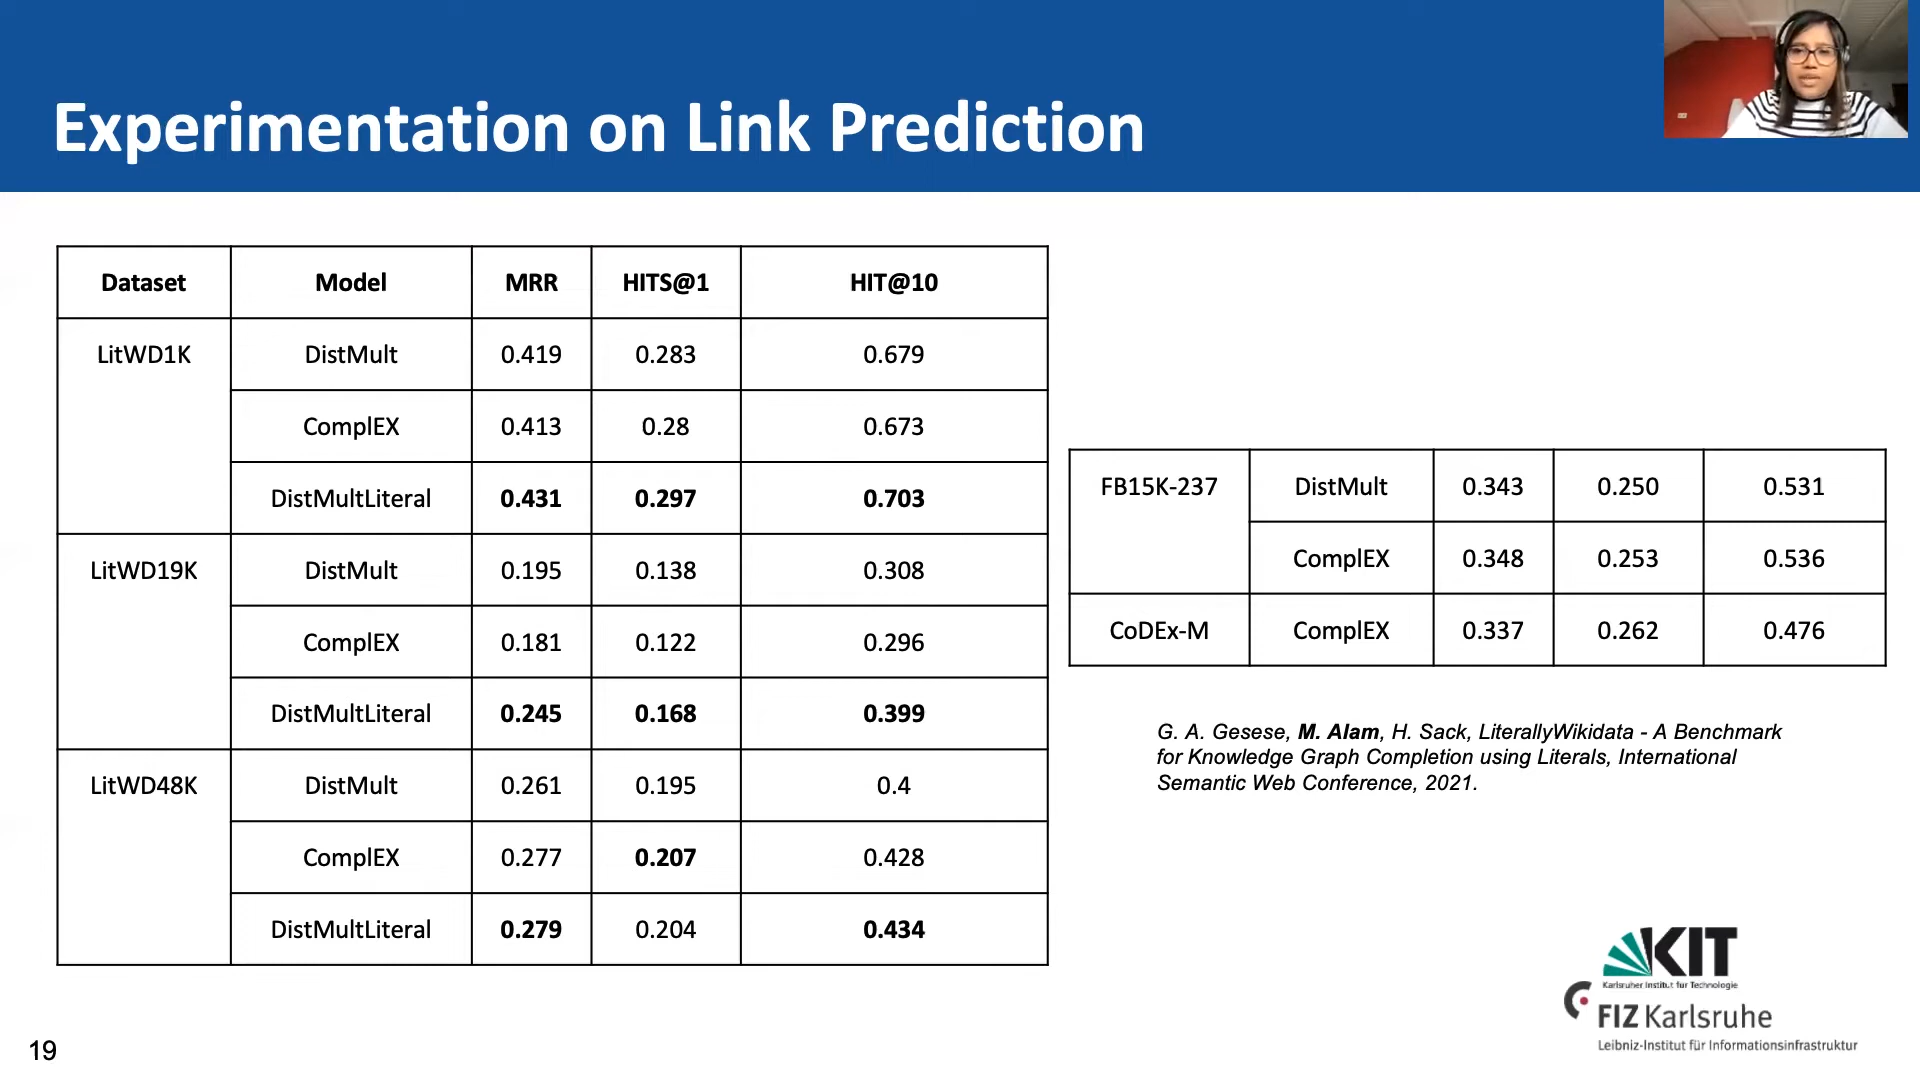 Experimentation on Link Prediction
Dataset Model MRR HITS@1 HIT@10
LitWD1K DistMult 0.419 0.283 0.679
ComplEX 0.413 0.28 0.673
DistMultLiteral 0.431 0.297 0.703
LitWD19K DistMult 0.195 0.138 0.308
ComplEX 0.181 0.122 0.296
DistMultLiteral 0.245 0.168 0.399
LitWD48K DistMult 0.261 0.195 0.4
ComplEX 0.277 0.207 0.428
DistMultLiteral 0.279 0.204 0.434
FB15K-237 DistMult 0.343 0.250 0.531
ComplEX 0.348 0.253 0.536
CoDEx-M ComplEX 0.337 0.262 0.476
G. A. Gesese, M. Alam, H. Sack, LiterallyWikidata - A Benchmark
for Knowledge Graph Completion using Literals, International
Semantic Web Conference, 2021.
KIT
Karlsruher Institut für Technologie
FIZ Karlsruhe
Leibniz-Institut für Informationsinfrastruktur
19